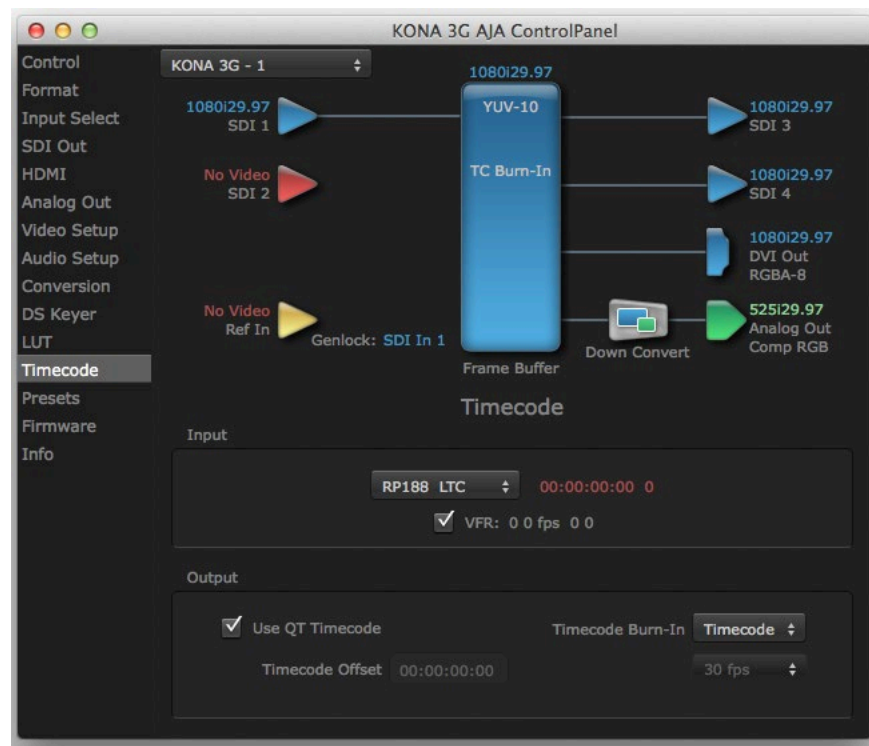 KONA 3G AJA ControlPanel
Control
Format
Input Select
SDI Out
HDMI
Analog Out
Video Setup
Audio Setup
Conversion
DS Keyer
LUT
Timecode
Presets
Firmware
Info
KONA 3G - 1
1080i29.97
1080i29.97
SDI 1
No Video
SDI 2
No Video
Ref In
Genlock: SDI In 1
YUV-10
TC Burn-In
Frame Buffer
Down Convert
1080i29.97
SDI 3
1080i29.97
SDI 4
1080i29.97
DVI Out
RGBA-8
525i29.97
Analog Out
Comp RGB
Timecode
Input
RP188 LTC 00:00:00:00 0
VFR: 0 0 fps 0 0
Output
Use QT Timecode Timecode Burn-In Timecode
Timecode Offset 00:00:00:00 30 fps